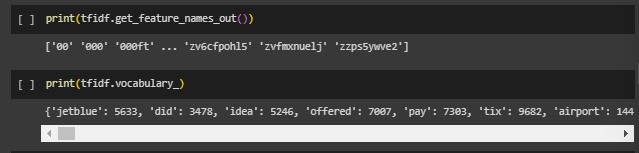 [ ] print(tfidf.get_feature_names_out())
['00' '000' '000ft' ... 'zv6cfpohl5' 'zvfmxnuelj' 'zzps5ywve2']
[ ] print(tfidf.vocabulary_)
{'jetblue': 5633, 'did': 3478, 'idea': 5246, 'offered': 7007, 'pay': 7303, 'tix': 9682, 'airport': 144